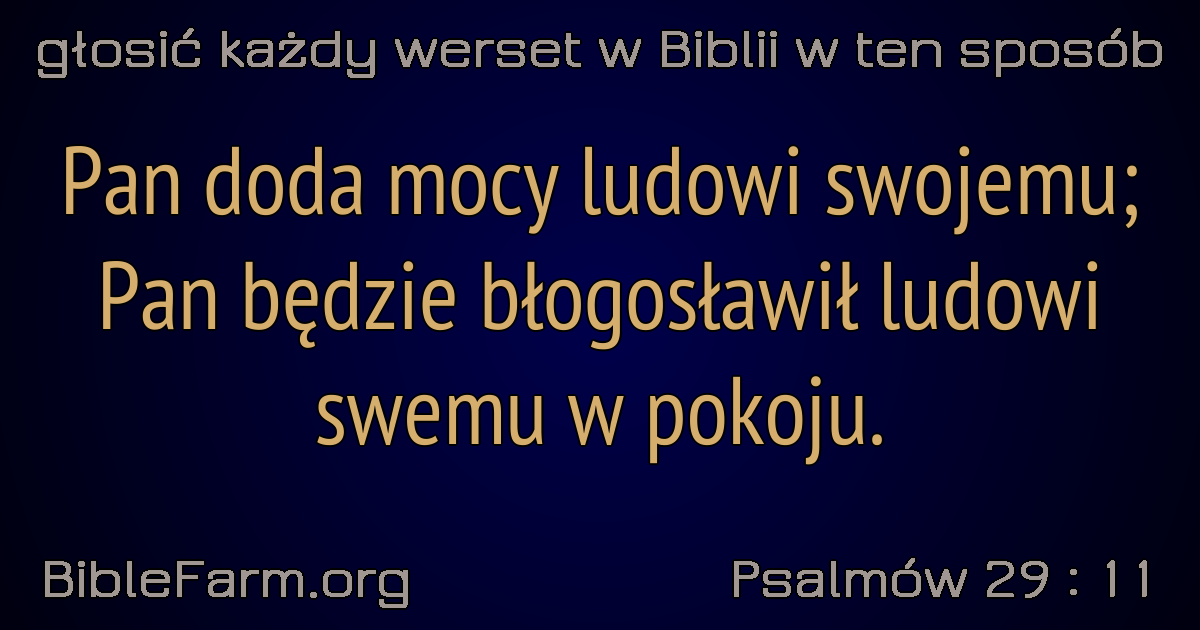 głosić każdy werset w Biblii w ten sposób
Pan doda mocy ludowi swojemu;
Pan będzie błogosławił ludowi
swemu w pokoju.
BibleFarm.org
Psalmów 29 : 11